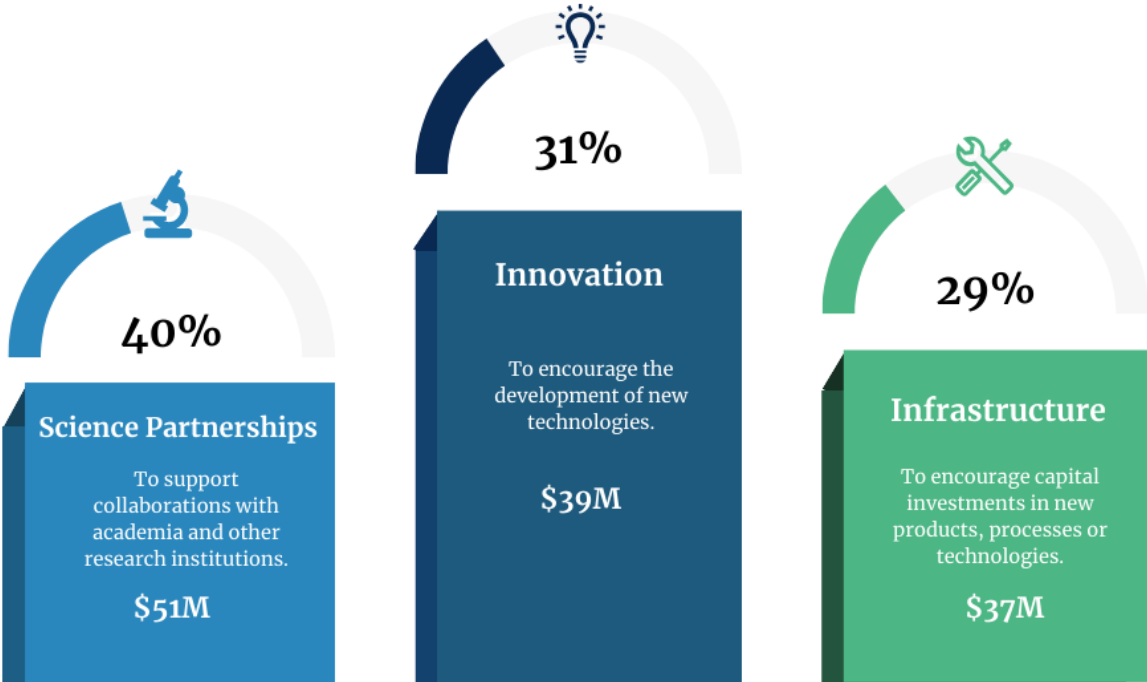 40%
Science Partnerships
To support
collaborations with
academia and other
research institutions.
$51M
31%
Innovation
To encourage the
development of new
technologies.
$39M
29%
Infrastructure
To encourage capital
investments in new
products, processes or
technologies.
$37M